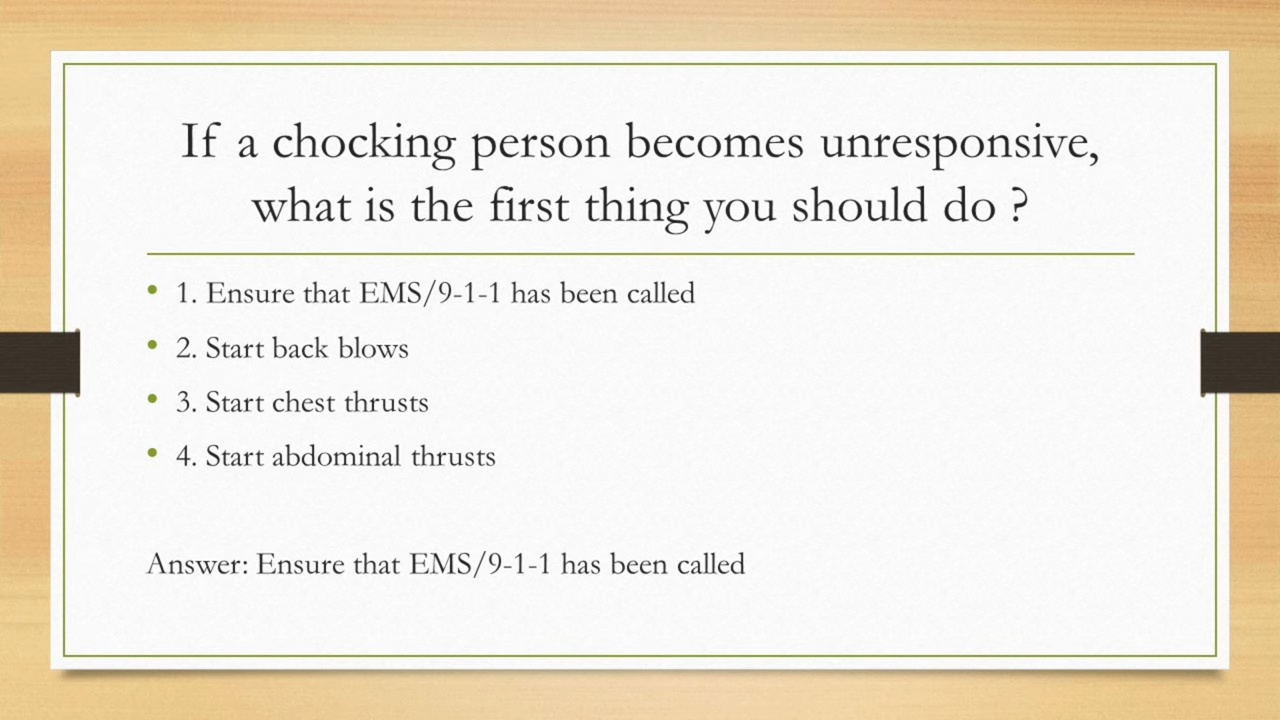 If a chocking person becomes unresponsive,
what is the first thing you should do ?
• 1. Ensure that EMS/9-1-1 has been called
• 2. Start back blows
• 3. Start chest thrusts
• 4. Start abdominal thrusts
Answer: Ensure that EMS/9-1-1 has been called